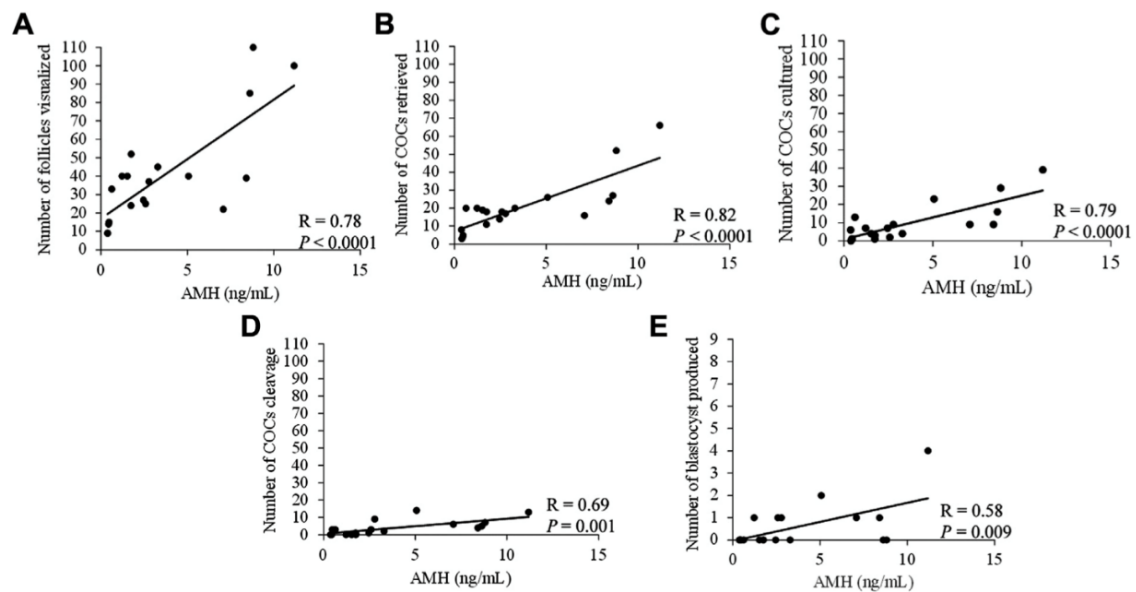 A
Number of follicles visualized
110
100
90
80
70
60
50
40
30
20
10
0
0 5 10 15
AMH (ng/mL)
R = 0.78
P < 0.0001
B
Number of COCs retrieved
110
100
90
80
70
60
50
40
30
20
10
0
0 5 10 15
AMH (ng/mL)
R = 0.82
P < 0.0001
C
Number of COCs cultured
110
100
90
80
70
60
50
40
30
20
10
0
0 5 10 15
AMH (ng/mL)
R = 0.79
P < 0.0001
D
Number of COCs cleavage
110
100
90
80
70
60
50
40
30
20
10
0
0 5 10 15
AMH (ng/mL)
R = 0.69
P = 0.001
E
Number of blastocyst produced
9
8
7
6
5
4
3
2
1
0
0 5 10 15
AMH (ng/mL)
R = 0.58
P = 0.009